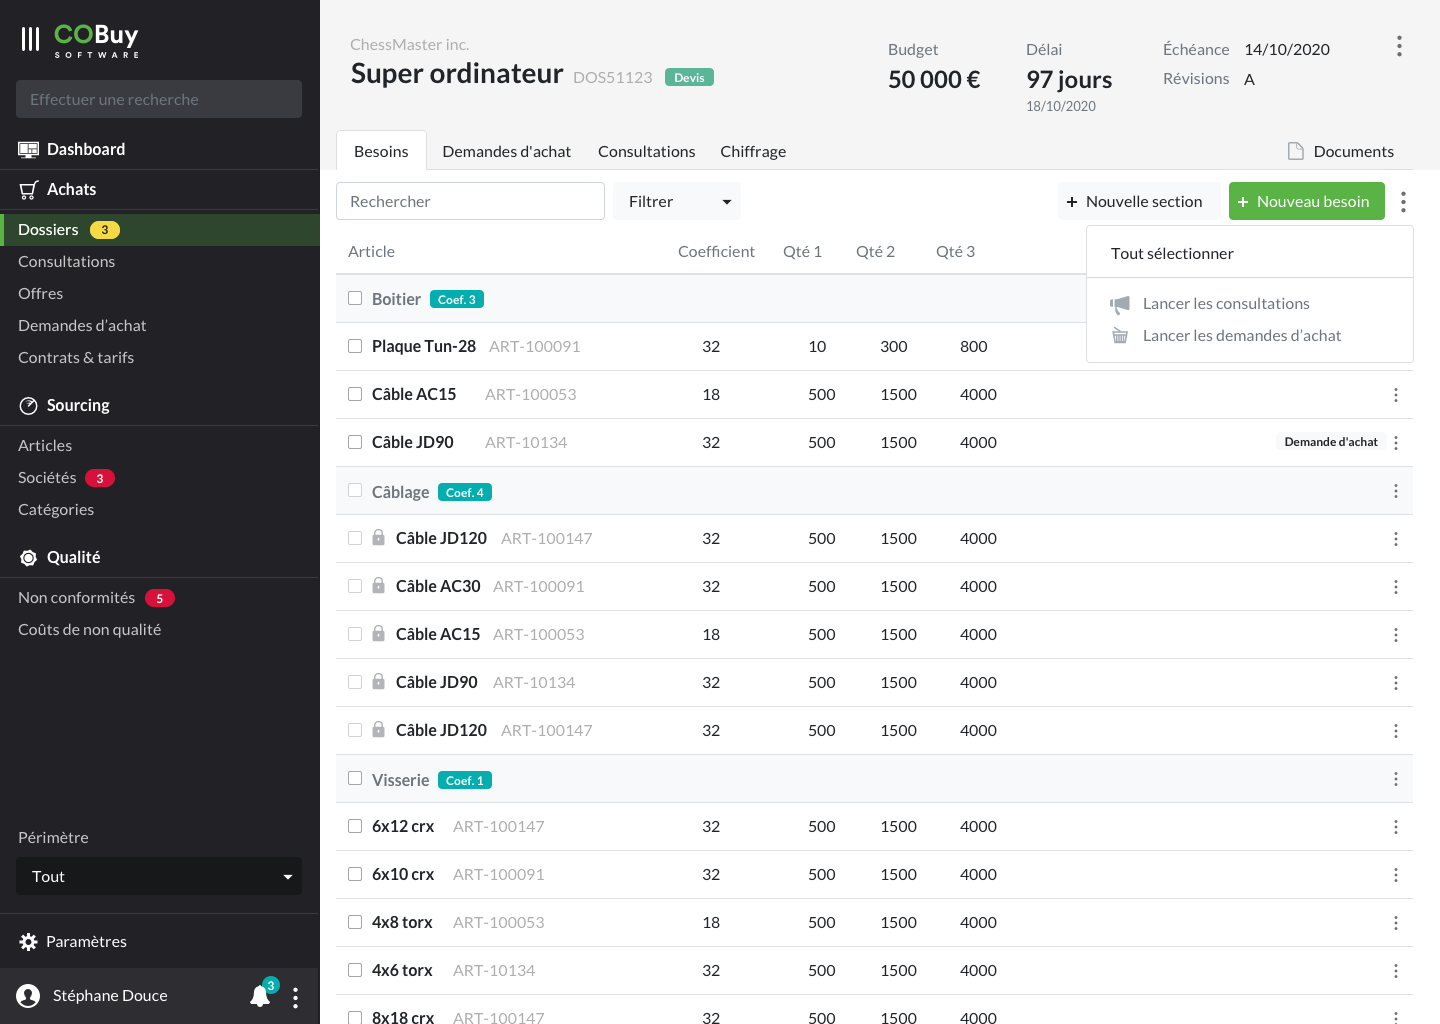 COBuy
SOFTWARE
Effectuer une recherche
Dashboard
Achats
Dossiers 3
Consultations
Offres
Demandes d’achat
Contrats & tarifs
Sourcing
Articles
Sociétés 3
Catégories
Qualité
Non conformités 5
Coûts de non qualité
Périmètre
Tout
Paramètres
Stéphane Douce 3
ChessMaster inc.
Super ordinateur DOS51123 Devis
Budget
50 000 €
Délai
97 jours
18/10/2020
Échéance 14/10/2020
Révisions A
Besoins Demandes d'achat Consultations Chiffrage Documents
Rechercher Filtrer + Nouvelle section + Nouveau besoin
Tout sélectionner
Lancer les consultations
Lancer les demandes d’achat
Article Coefficient Qté 1 Qté 2 Qté 3
Boitier Coef. 3
Plaque Tun-28 ART-100091 32 10 300 800
Câble AC15 ART-100053 18 500 1500 4000
Câble JD90 ART-10134 32 500 1500 4000 Demande d'achat
Câblage Coef. 4
Câble JD120 ART-100147 32 500 1500 4000
Câble AC30 ART-100091 32 500 1500 4000
Câble AC15 ART-100053 18 500 1500 4000
Câble JD90 ART-10134 32 500 1500 4000
Câble JD120 ART-100147 32 500 1500 4000
Visserie Coef. 1
6x12 crx ART-100147 32 500 1500 4000
6x10 crx ART-100091 32 500 1500 4000
4x8 torx ART-100053 18 500 1500 4000
4x6 torx ART-10134 32 500 1500 4000
8x18 crx ART-100147 32 500 1500 4000